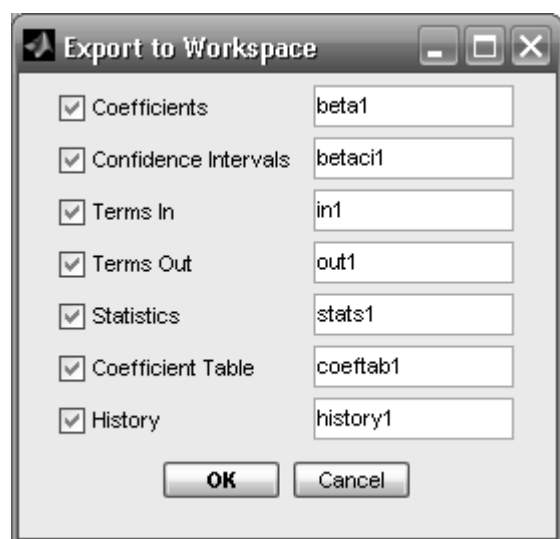 Export to Workspace
Coefficients beta1
Confidence Intervals betaci1
Terms In in1
Terms Out out1
Statistics stats1
Coefficient Table coeftab1
History history1
OK Cancel